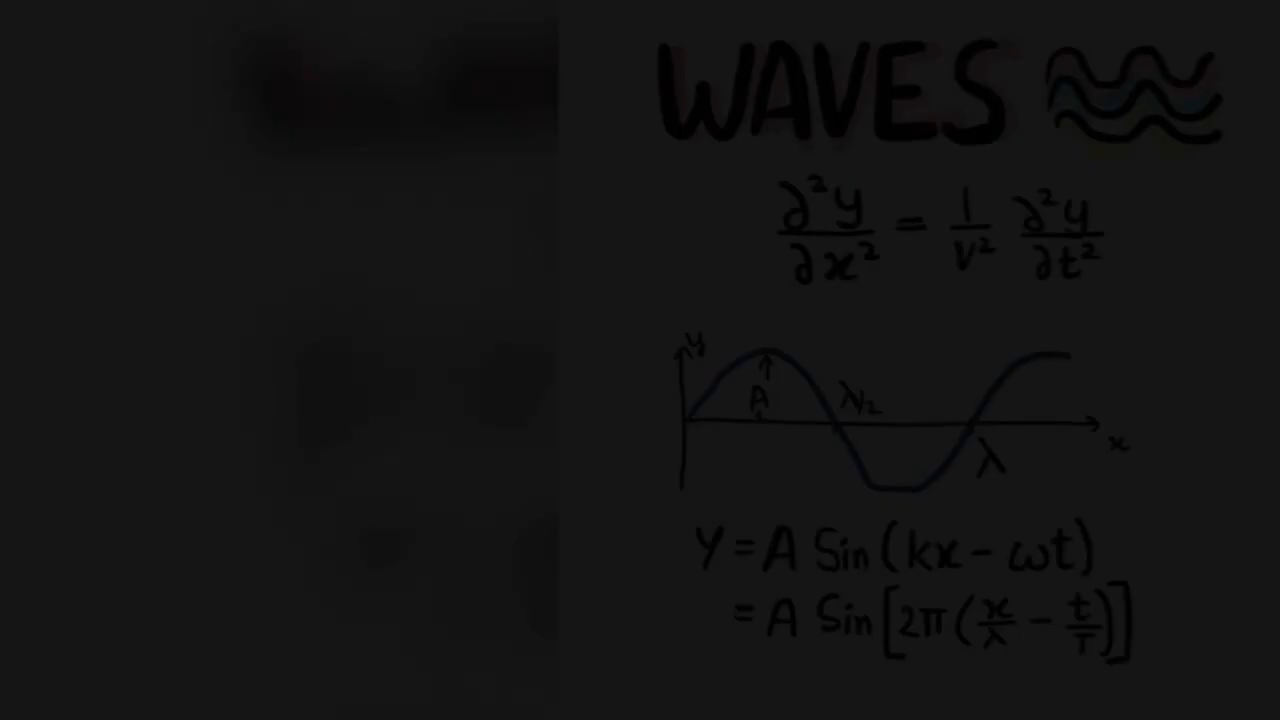 WAVES
∂²y/∂x² = 1/v² ∂²y/∂t²
y
A
λ/2
x
λ
Y = A Sin (kx - ωt)
= A Sin [2π (x/λ - t/T)]